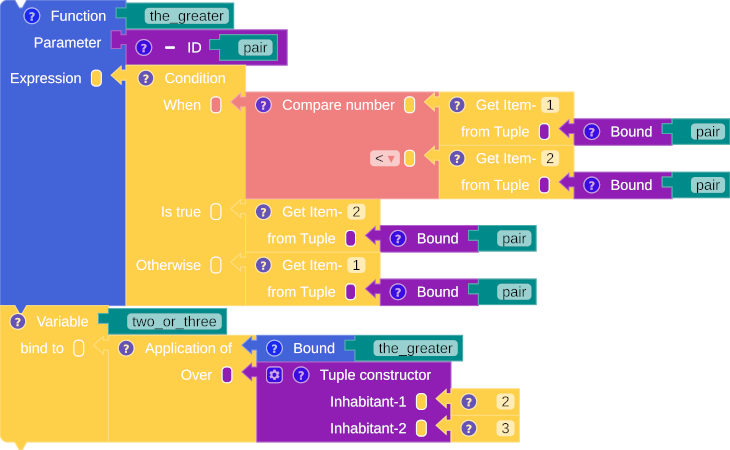 ? Function the_greater
Parameter ? − ID pair
Expression ? Condition
When ? Compare number ? Get Item- 1
from Tuple ? Bound pair
< ▾ ? Get Item- 2
from Tuple ? Bound pair
Is true ? Get Item- 2
from Tuple ? Bound pair
Otherwise ? Get Item- 1
from Tuple ? Bound pair
? Variable two_or_three
bind to ? Application of ? Bound the_greater
Over ? Tuple constructor
Inhabitant-1 ? 2
Inhabitant-2 ? 3